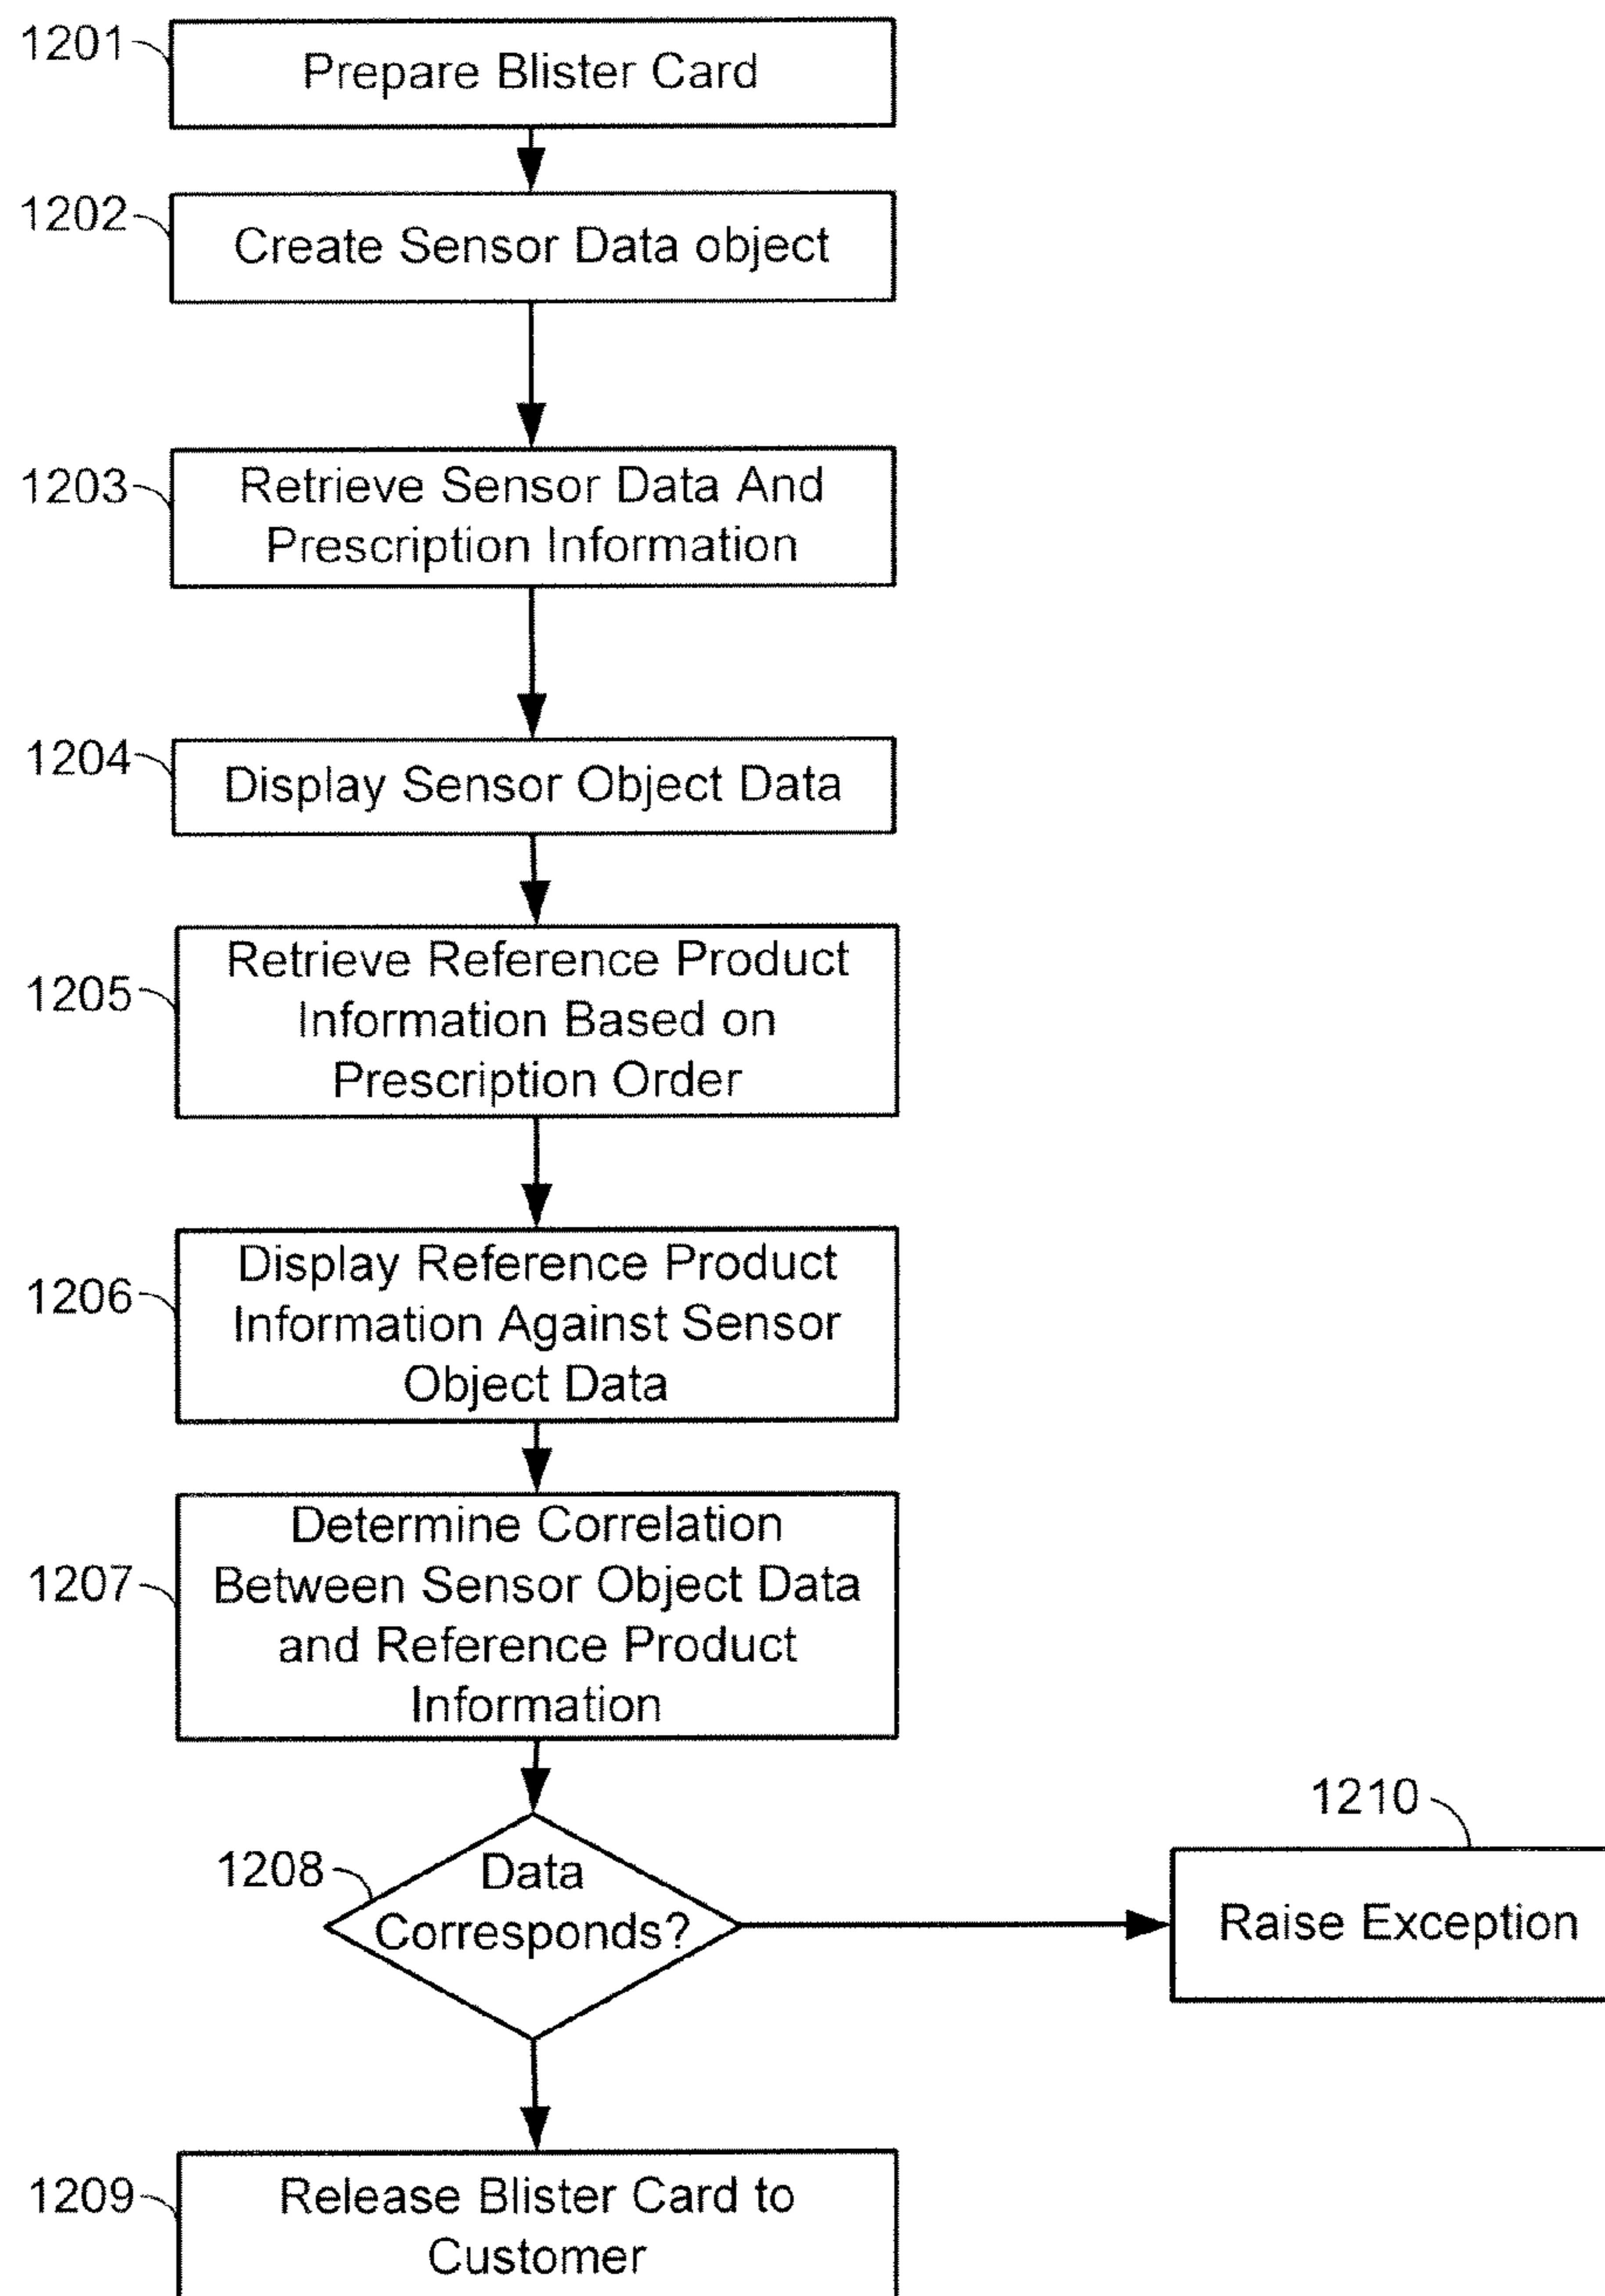 1201
Prepare Blister Card
1202
Create Sensor Data object
1203
Retrieve Sensor Data And
Prescription Information
1204
Display Sensor Object Data
1205
Retrieve Reference Product
Information Based on
Prescription Order
1206
Display Reference Product
Information Against Sensor
Object Data
1207
Determine Correlation
Between Sensor Object Data
and Reference Product
Information
1208
Data
Corresponds?
1210
Raise Exception
1209
Release Blister Card to
Customer